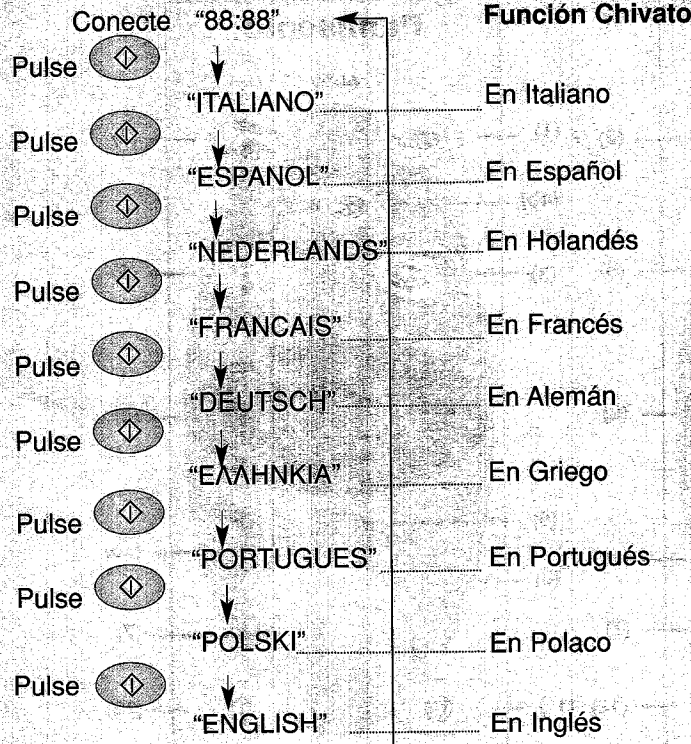 Conecte “88:88” Función Chivato
Pulse
“ITALIANO” En Italiano
Pulse
“ESPANOL” En Español
Pulse
“NEDERLANDS” En Holandés
Pulse
“FRANCAIS” En Francés
Pulse
“DEUTSCH” En Alemán
Pulse
“ΕΛΛΗΝΚΙΑ” En Griego
Pulse
“PORTUGUES” En Portugués
Pulse
“POLSKI” En Polaco
Pulse
“ENGLISH” En Inglés